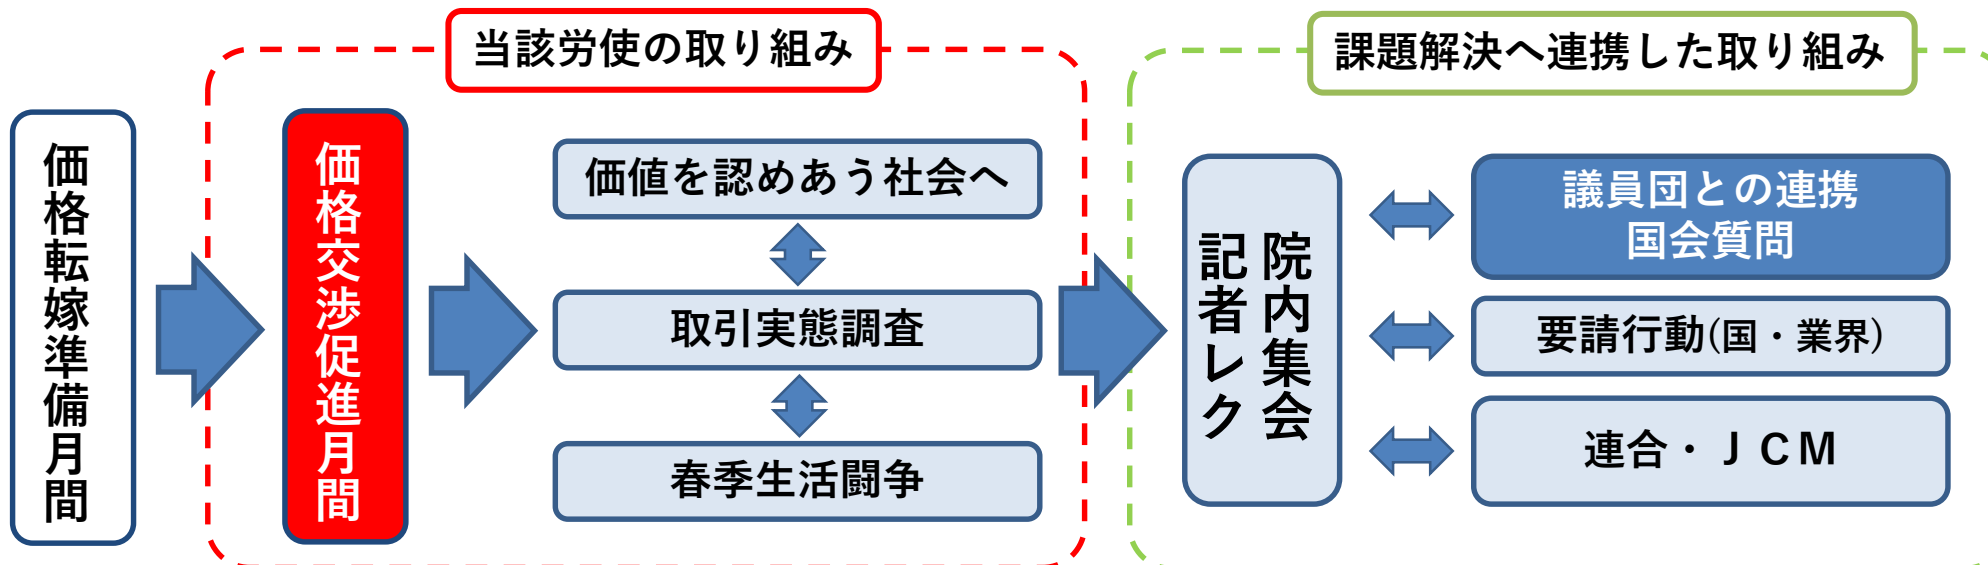 当該労使の取り組み
課題解決へ連携した取り組み
価格転嫁準備月間
価格交渉促進月間
価値を認めあう社会へ
取引実態調査
春季生活闘争
院内集会
記者レク
議員団との連携
国会質問
要請行動(国・業界)
連合・ＪＣＭ